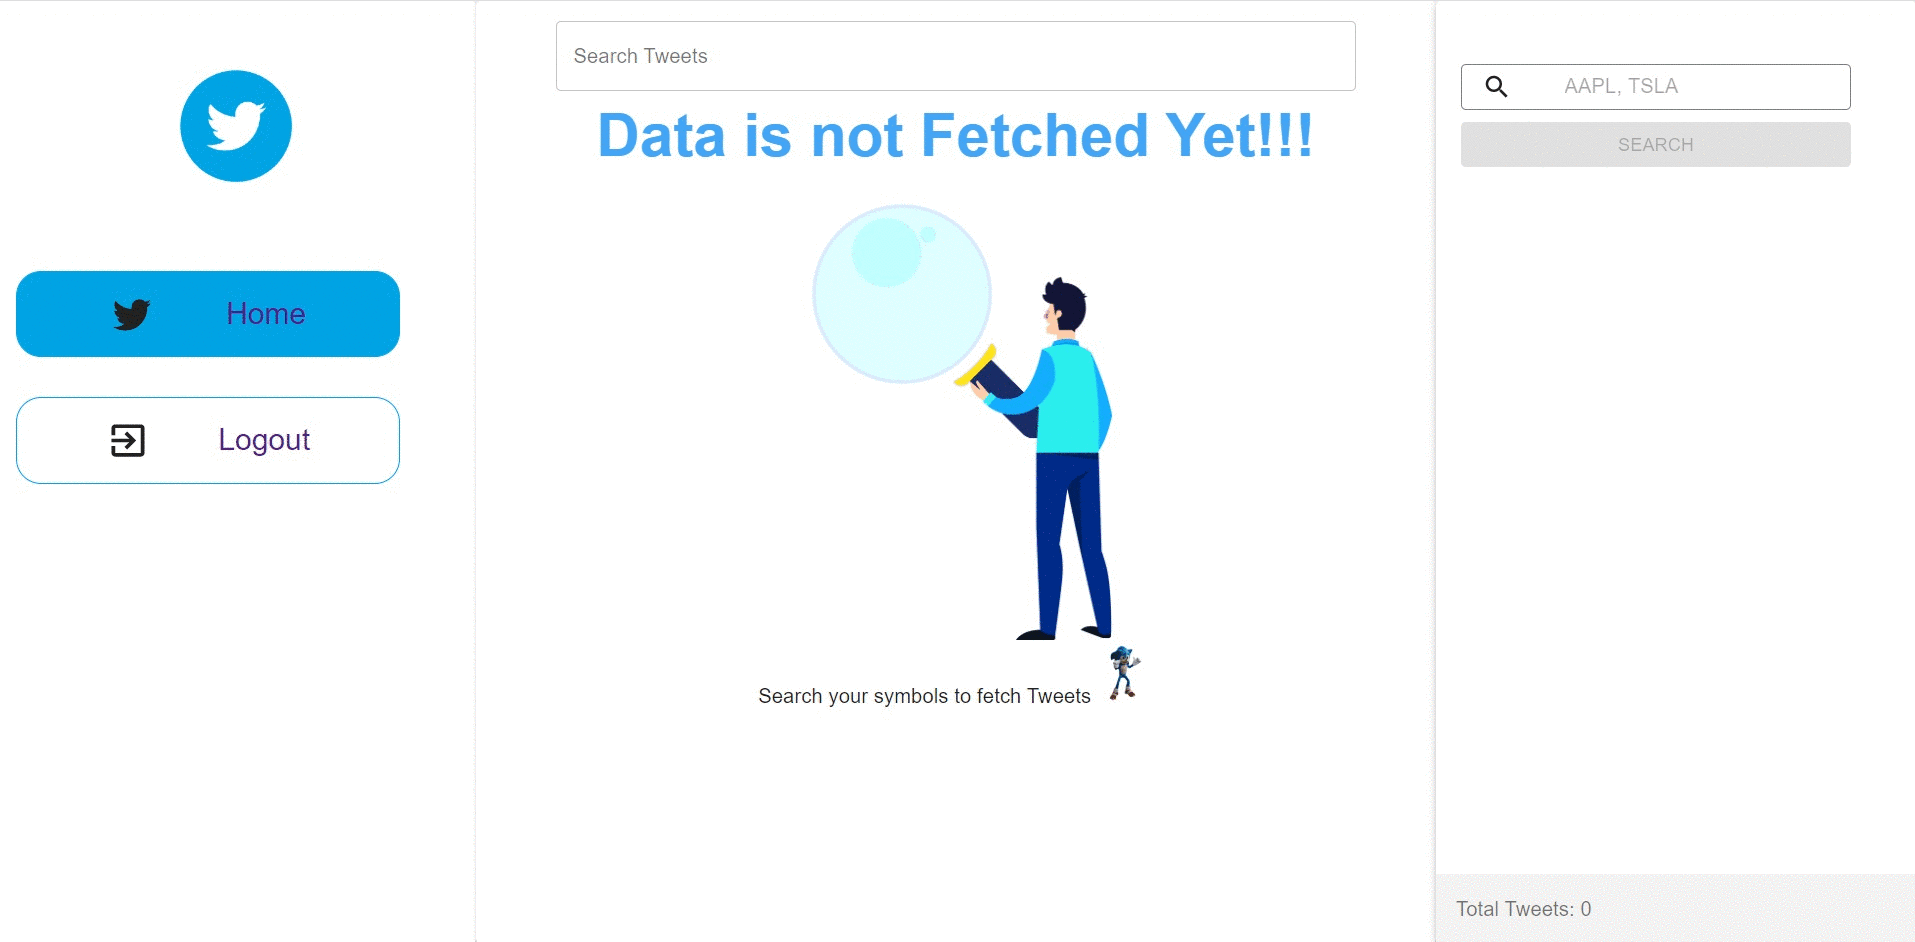 Home
Logout
Search Tweets
Data is not Fetched Yet!!!
Search your symbols to fetch Tweets
AAPL, TSLA
SEARCH
Total Tweets: 0